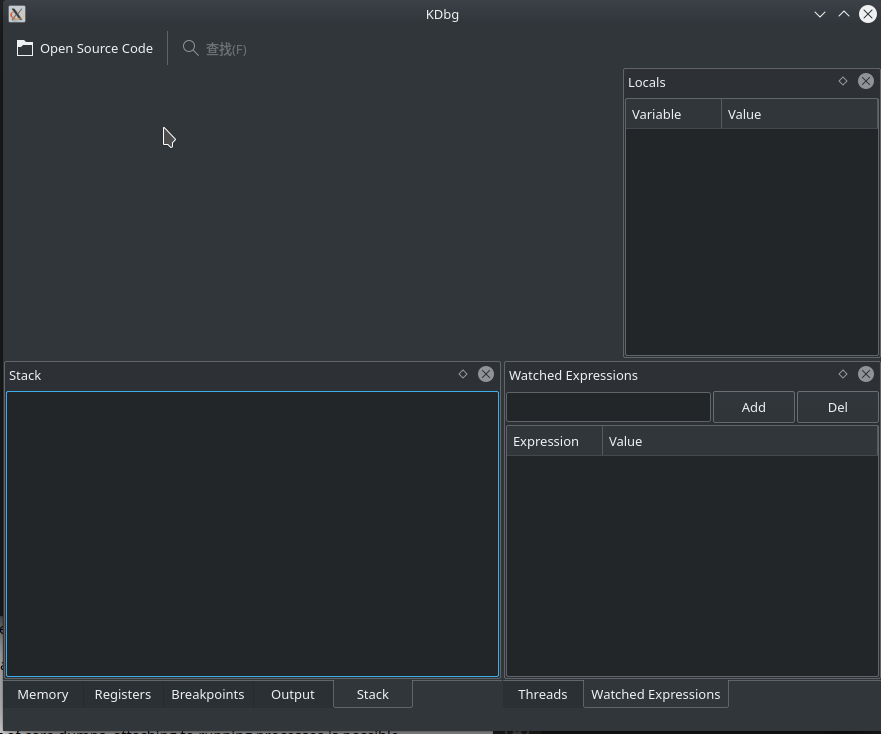 KDbg
Open Source Code 查找(F)
Locals
Variable Value
Stack
Watched Expressions
Add Del
Expression Value
Memory Registers Breakpoints Output Stack
Threads Watched Expressions